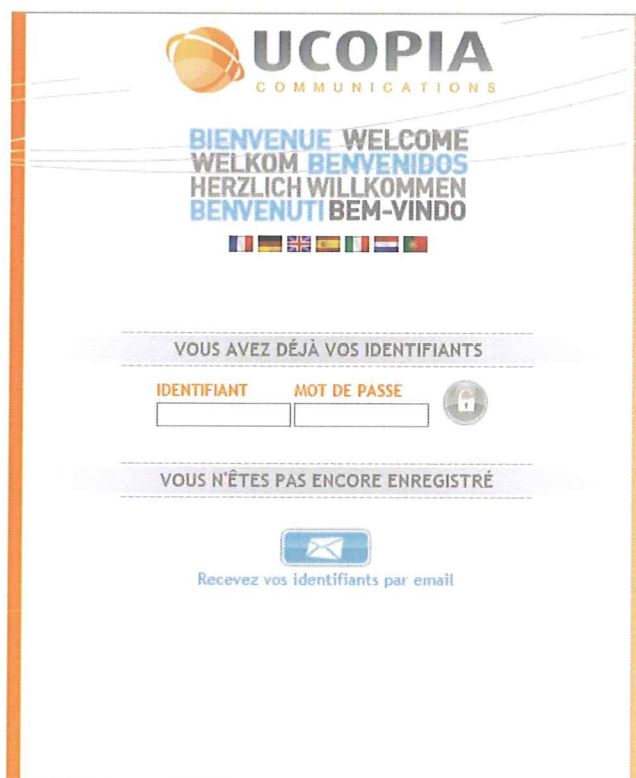 UCOPIA
COMMUNICATIONS
BIENVENUE WELCOME
WELKOM BENVENIDOS
HERZLICH WILLKOMMEN
BENVENUTI BEM-VINDO
VOUS AVEZ DÉJÀ VOS IDENTIFIANTS
IDENTIFIANT MOT DE PASSE
VOUS N'ÊTES PAS ENCORE ENREGISTRÉ
Recevez vos identifiants par email